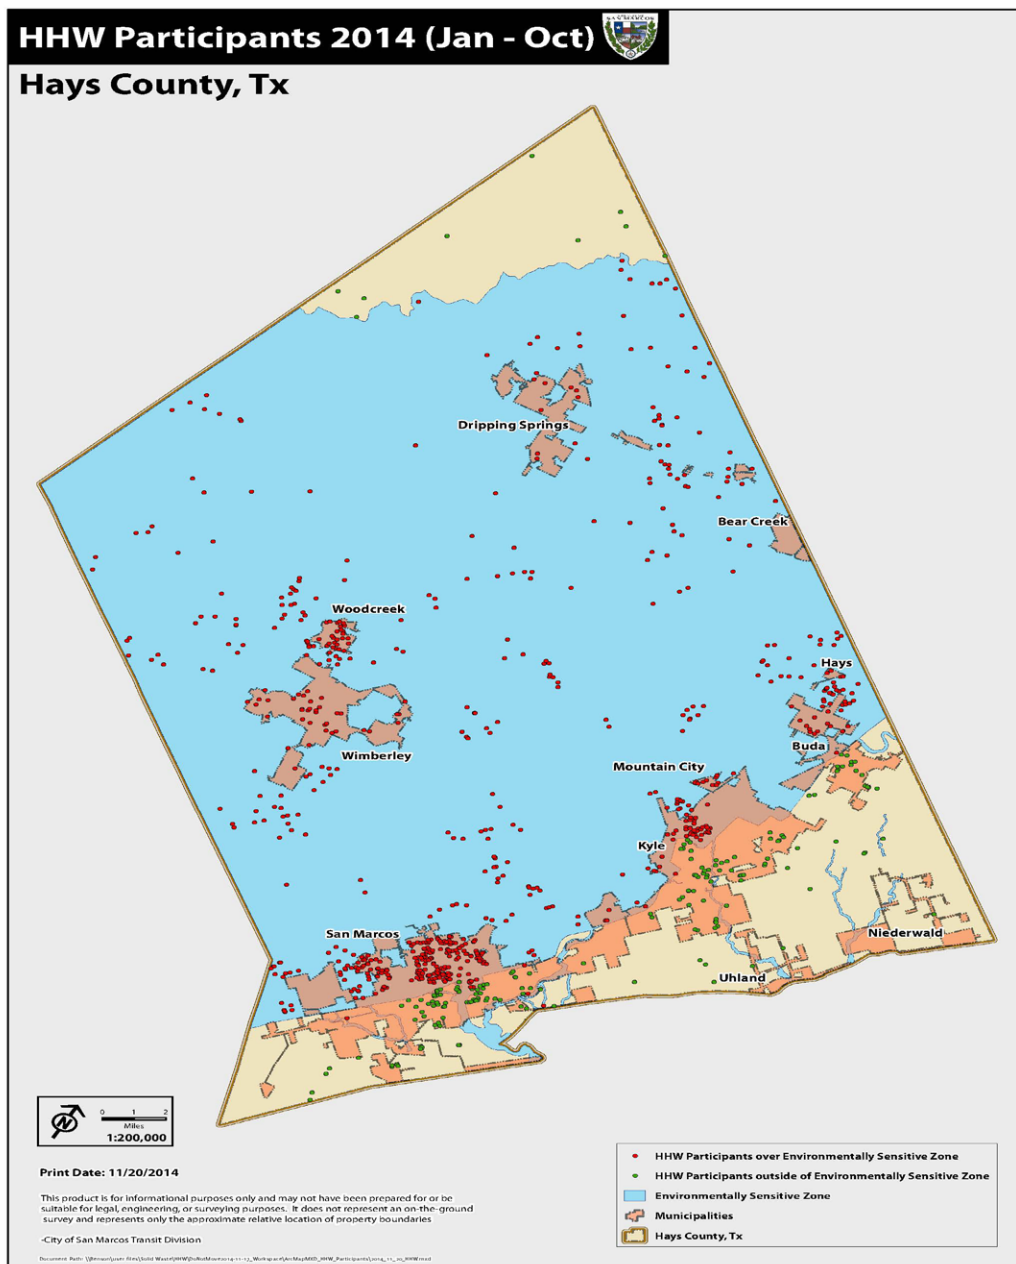 HHW Participants 2014 (Jan - Oct)
SAN MARCOS
Hays County, Tx
Dripping Springs
Bear Creek
Woodcreek
Hays
Wimberley
Buda
Mountain City
Kyle
San Marcos
Niederwald
Uhland
N
0 1 2
Miles
1:200,000
Print Date: 11/20/2014
This product is for informational purposes only and may not have been prepared for or be
suitable for legal, engineering, or surveying purposes. It does not represent an on-the-ground
survey and represents only the approximate relative location of property boundaries
-City of San Marcos Transit Division
HHW Participants over Environmentally Sensitive Zone
HHW Participants outside of Environmentally Sensitive Zone
Environmentally Sensitive Zone
Municipalities
Hays County, Tx
Document Path: